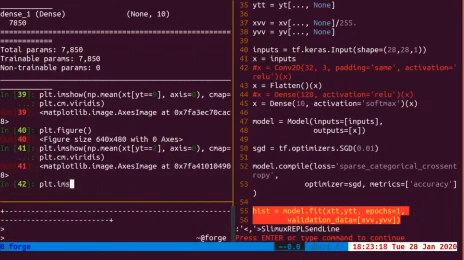 dense_1 (Dense) (None, 10)
7850
Total params: 7,850
Trainable params: 7,850
Non-trainable params: 0
In [39]: plt.imshow(np.mean(xt[yt==0], axis=0), cmap=
...: plt.cm.viridis)
39]: <matplotlib.image.AxesImage at 0x7fa3ec70cac
8>
In [40]: plt.figure()
40]: <Figure size 640x480 with 0 Axes>
In [41]: plt.imshow(np.mean(xt[yt==2], axis=0), cmap=
...: plt.cm.viridis)
41]: <matplotlib.image.AxesImage at 0x7fa41010490
8>
In [42]: plt.ims
+-------------------------------------------------
-------------------------+
>
> ~@forge
0 forge
35 ytt = yt[..., None]
36
37 xvv = xv[..., None]/255.
38 yvv = yv[..., None]
39
40 inputs = tf.keras.Input(shape=(28,28,1))
41 x = inputs
42 #x = Conv2D(32, 3, padding='same', activation='
relu')(x)
43 x = Flatten()(x)
44 #x = Dense(128, activation='relu')(x)
45 x = Dense(10, activation='softmax')(x)
46
47 model = Model(inputs=[inputs],
48 outputs=[x])
49
50 sgd = tf.optimizers.SGD(0.01)
51
52 model.compile(loss='sparse_categorical_crossent
ropy',
53 optimizer=sgd, metrics=['accuracy']
)
54
55 hist = model.fit(xtt,ytt, epochs=1,
56 validation_data=[xvv,yvv])
:'<,'>SlimuxREPLSendLine
Press ENTER or type command to continue
18:23:18 Tue 28 Jan 2020